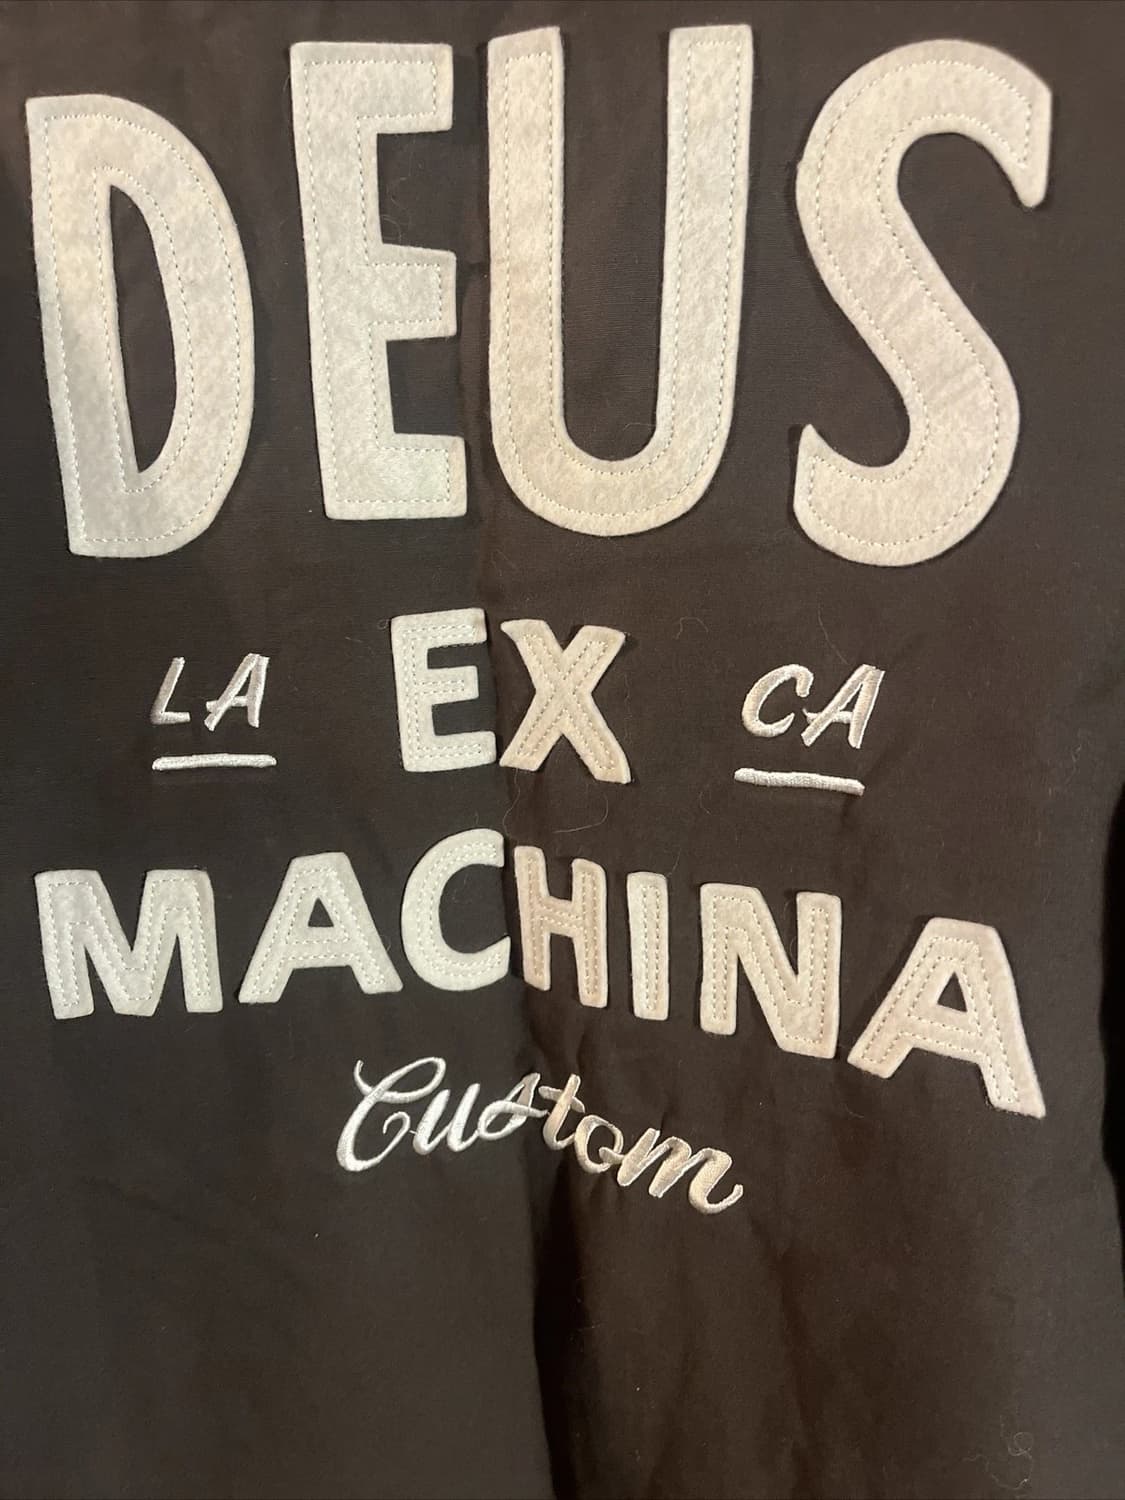 DEUS
LA EX CA
MACHINA
Custom